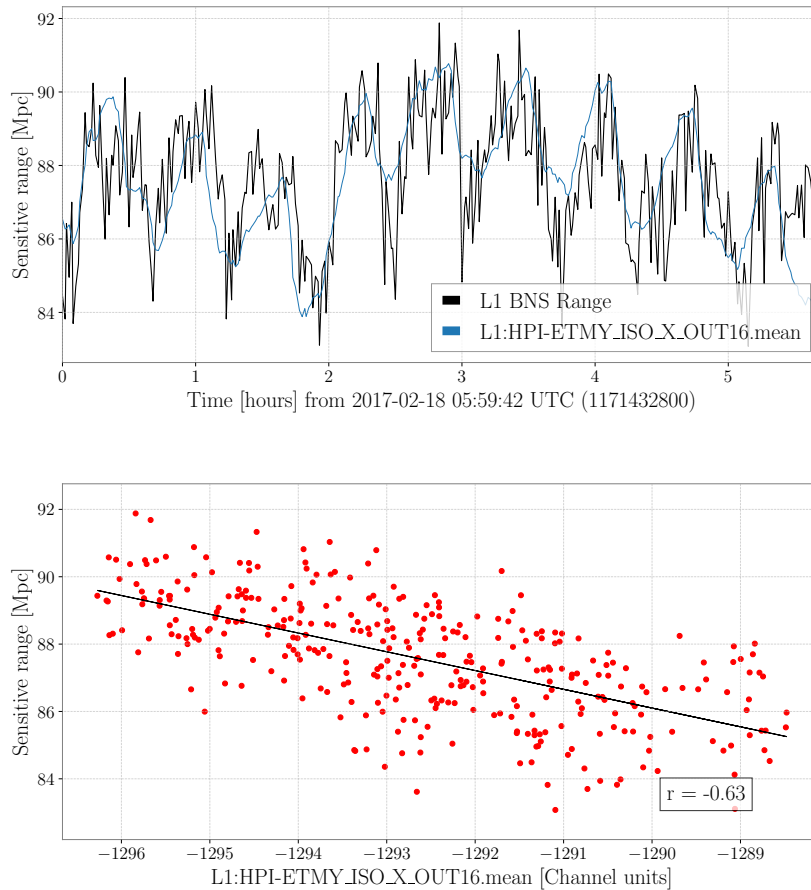 92
90
88
86
84
Sensitive range [Mpc]
L1 BNS Range
L1:HPI-ETMY_ISO_X_OUT16.mean
0 1 2 3 4 5
Time [hours] from 2017-02-18 05:59:42 UTC (1171432800)
92
90
88
86
84
Sensitive range [Mpc]
r = -0.63
−1296 −1295 −1294 −1293 −1292 −1291 −1290 −1289
L1:HPI-ETMY_ISO_X_OUT16.mean [Channel units]